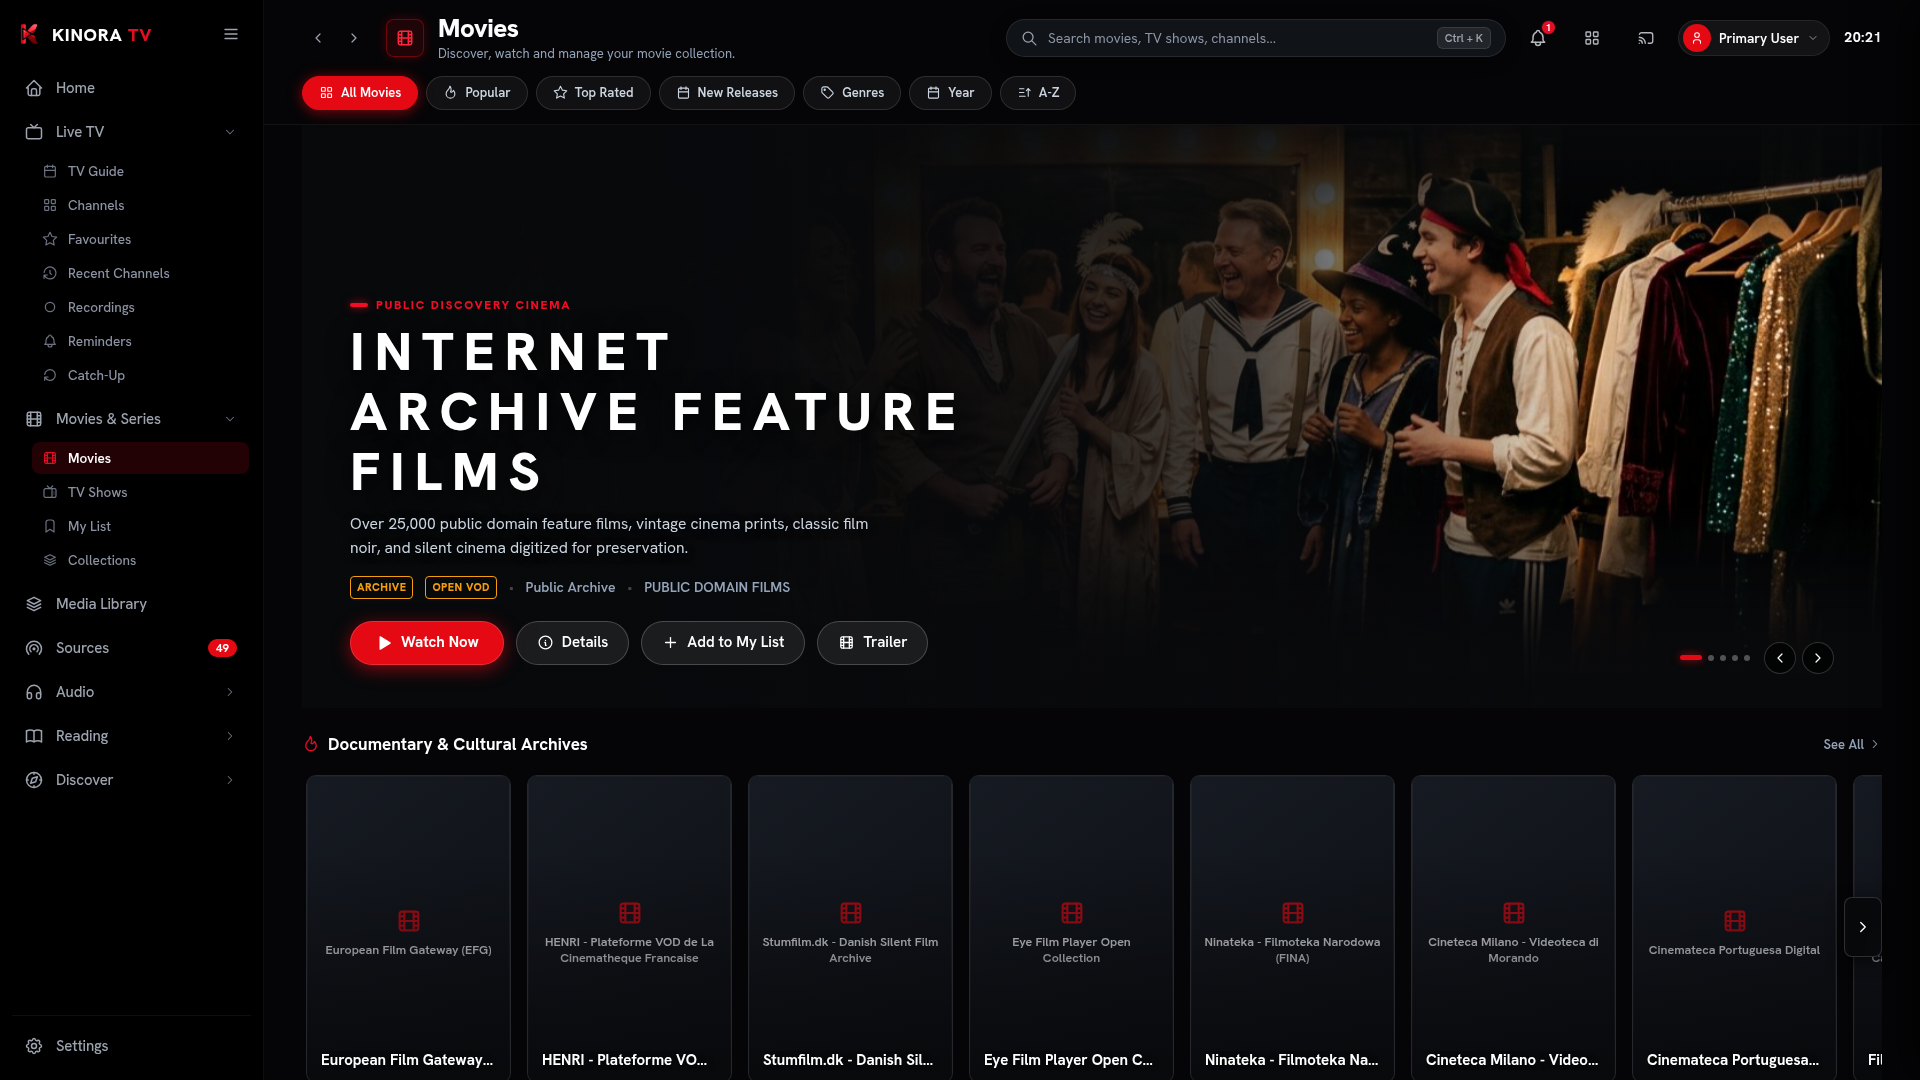 KINORA TV
Home
Live TV
TV Guide
Channels
Favourites
Recent Channels
Recordings
Reminders
Catch-Up
Movies & Series
Movies
TV Shows
My List
Collections
Media Library
Sources 49
Audio
Reading
Discover
Settings
Movies
Discover, watch and manage your movie collection.
Search movies, TV shows, channels... Ctrl + K
1
Primary User
20:21
All Movies Popular Top Rated New Releases Genres Year A-Z
PUBLIC DISCOVERY CINEMA
INTERNET
ARCHIVE FEATURE
FILMS
Over 25,000 public domain feature films, vintage cinema prints, classic film
noir, and silent cinema digitized for preservation.
ARCHIVE OPEN VOD • Public Archive • PUBLIC DOMAIN FILMS
Watch Now Details Add to My List Trailer
Documentary & Cultural Archives See All
European Film Gateway (EFG)
European Film Gateway...
HENRI - Plateforme VOD de La
Cinematheque Francaise
HENRI - Plateforme VO...
Stumfilm.dk - Danish Silent Film
Archive
Stumfilm.dk - Danish Sil...
Eye Film Player Open
Collection
Eye Film Player Open C...
Ninateka - Filmoteka Narodowa
(FINA)
Ninateka - Filmoteka Na...
Cineteca Milano - Videoteca di
Morando
Cineteca Milano - Video...
Cinemateca Portuguesa Digital
Cinemateca Portuguesa...